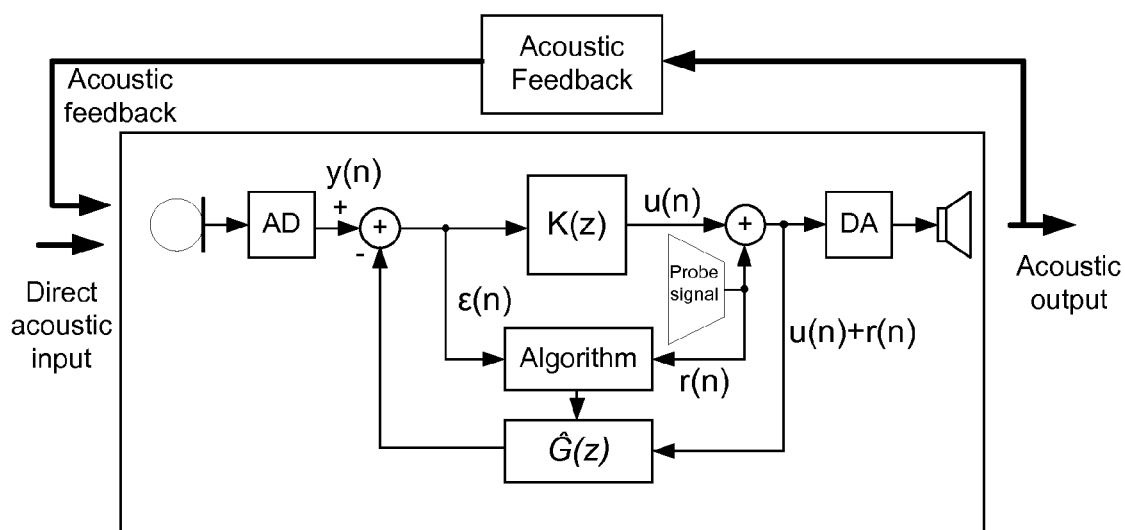 Acoustic
Feedback
Acoustic
feedback
y(n)
+
AD
+
-
K(z)
u(n)
+
DA
Probe
signal
Direct
acoustic
input
ε(n)
Algorithm
r(n)
u(n)+r(n)
Acoustic
output
Ĝ(z)